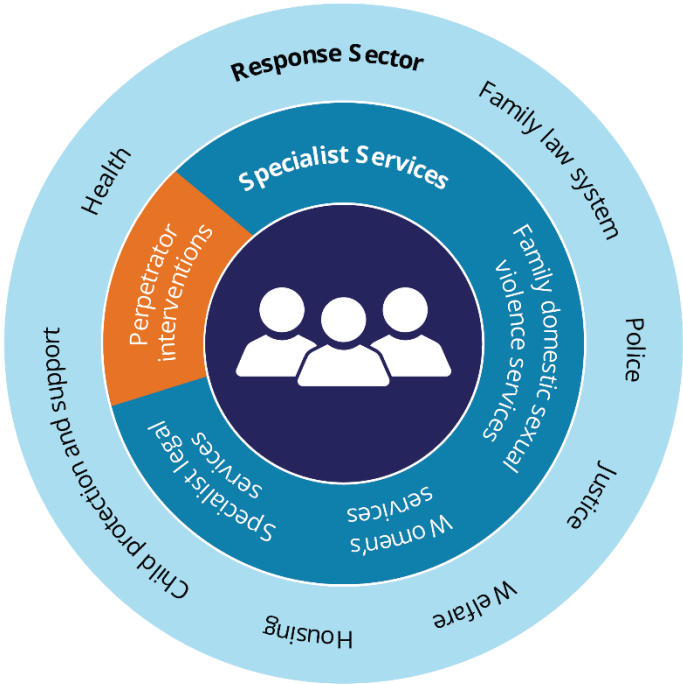 Response Sector
Family law system
Police
Justice
Welfare
Housing
Child protection and support
Health
Specialist Services
Family domestic sexual
violence services
Women's
services
Specialist legal
services
Perpetrator
interventions